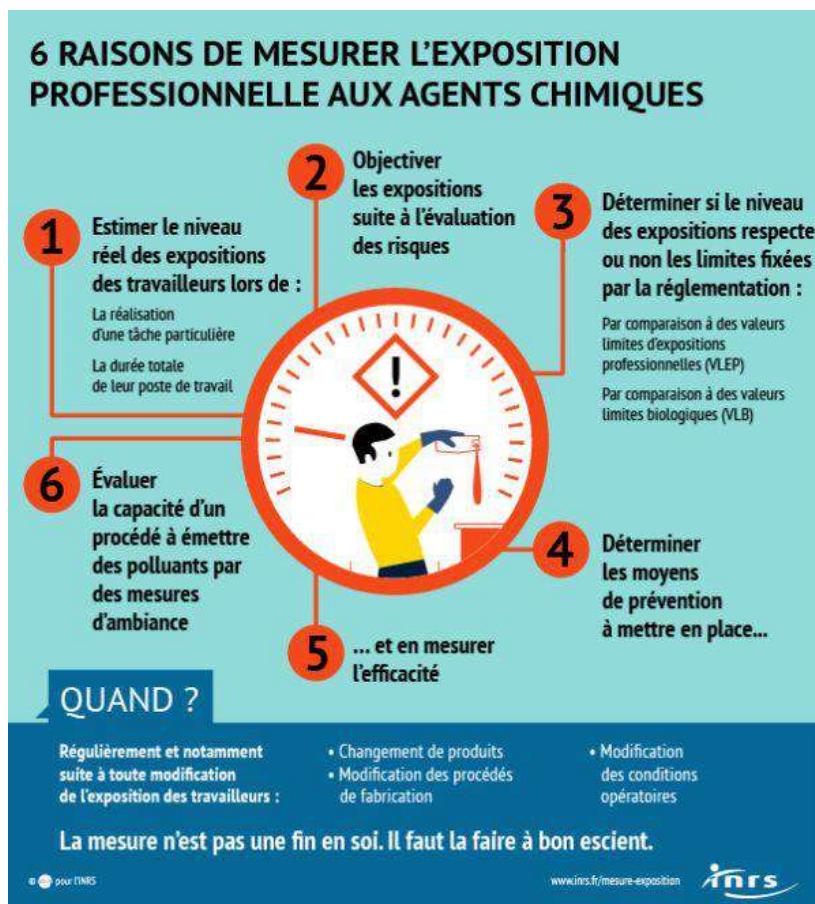 6 RAISONS DE MESURER L'EXPOSITION
PROFESSIONNELLE AUX AGENTS CHIMIQUES
1
Estimer le niveau
réel des expositions
des travailleurs lors de :
La réalisation
d'une tâche particulière
La durée totale
de leur poste de travail
2
Objectiver
les expositions
suite à l'évaluation
des risques
3
Déterminer si le niveau
des expositions respecte
ou non les limites fixées
par la réglementation :
Par comparaison à des valeurs
limites d'expositions
professionnelles (VLEP)
Par comparaison à des valeurs
limites biologiques (VLB)
!
4
Déterminer
les moyens
de prévention
à mettre en place...
5
... et en mesurer
l'efficacité
6
Évaluer
la capacité d'un
procédé à émettre
des polluants par
des mesures
d'ambiance
QUAND ?
Régulièrement et notamment
suite à toute modification
de l'exposition des travailleurs :
• Changement de produits
• Modification des procédés
de fabrication
• Modification
des conditions
opératoires
La mesure n'est pas une fin en soi. Il faut la faire à bon escient.
© pour l'INRS
www.inrs.fr/mesure-exposition
inrs